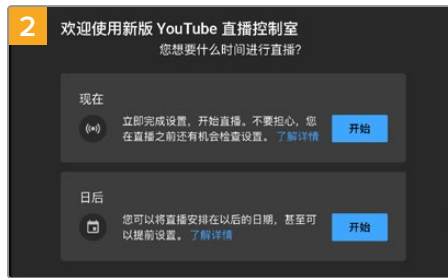 2
欢迎使用新版 YouTube 直播控制室
您想要什么时间进行直播?
现在
立即完成设置，开始直播。不要担心，您
在直播之前还有机会检查设置。了解详情
开始
日后
您可以将直播安排在以后的日期，甚至可
以提前设置。了解详情
开始